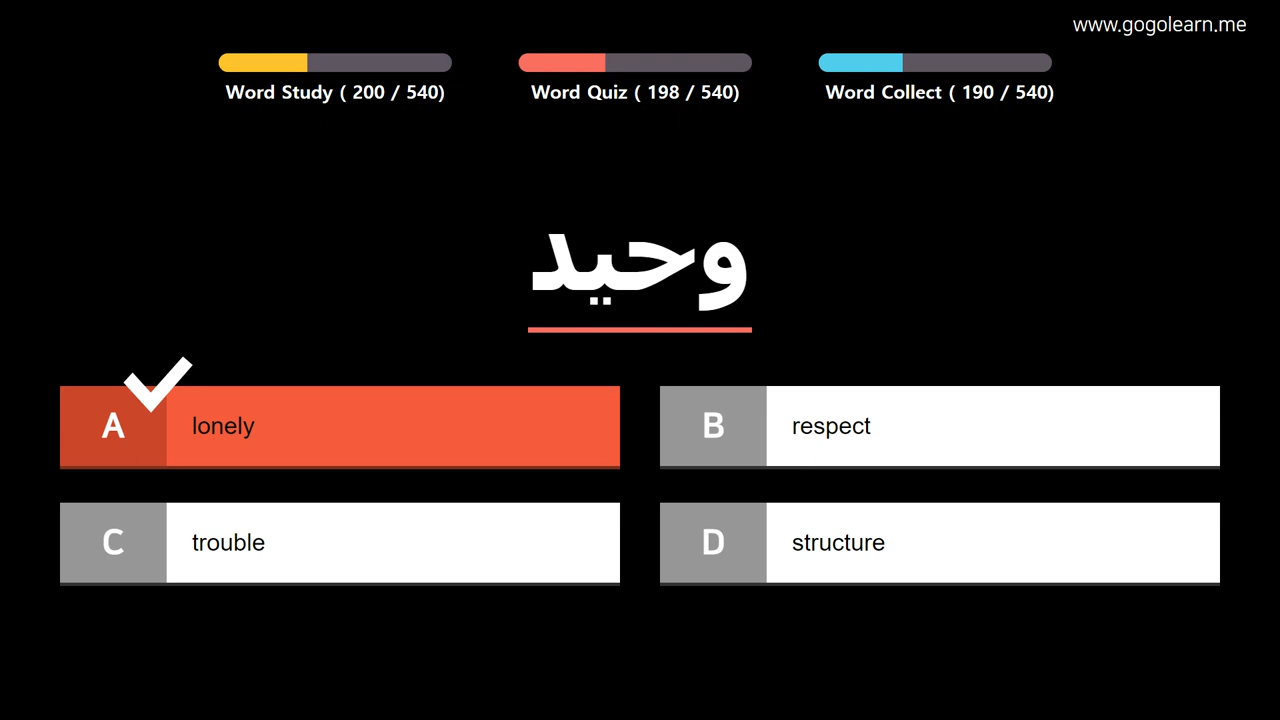 www.gogolearn.me
Word Study ( 200 / 540)
Word Quiz ( 198 / 540)
Word Collect ( 190 / 540)
وحيد
A lonely
B respect
C trouble
D structure